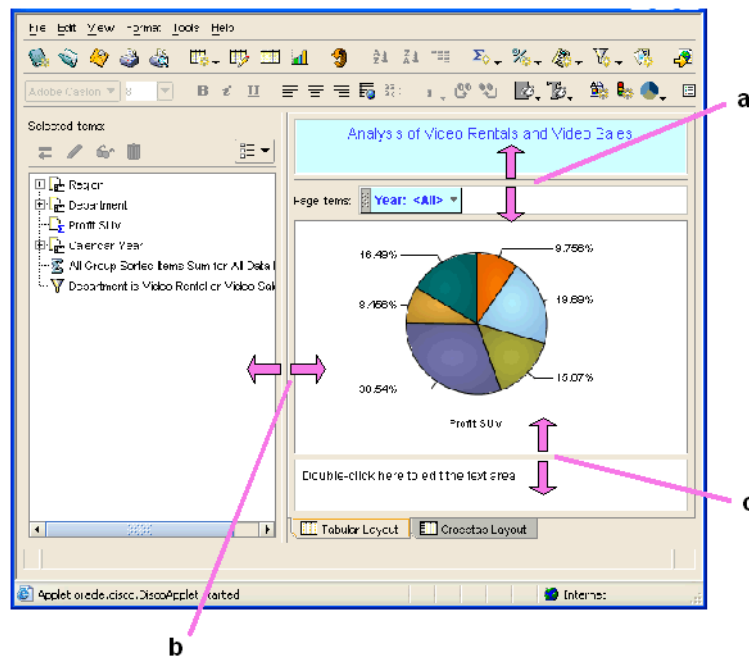 File Edit View Format Tools Help
Adobe Caslon 8 B i U
Selected Items:
Region
Department
Profit SUM
Calendar Year
All Group Sorted Items Sum for All Data
Department is Video Rental or Video Sal
Analysis of Video Rentals and Video Sales
Page Items: Year: <All>
16.49%
9.756%
19.69%
15.07%
30.54%
Profit SUM
Double-click here to edit the text area
Tabular Layout Crosstab Layout
Applet oracle.disco.DiscoApplet started
Internet
a
b
c